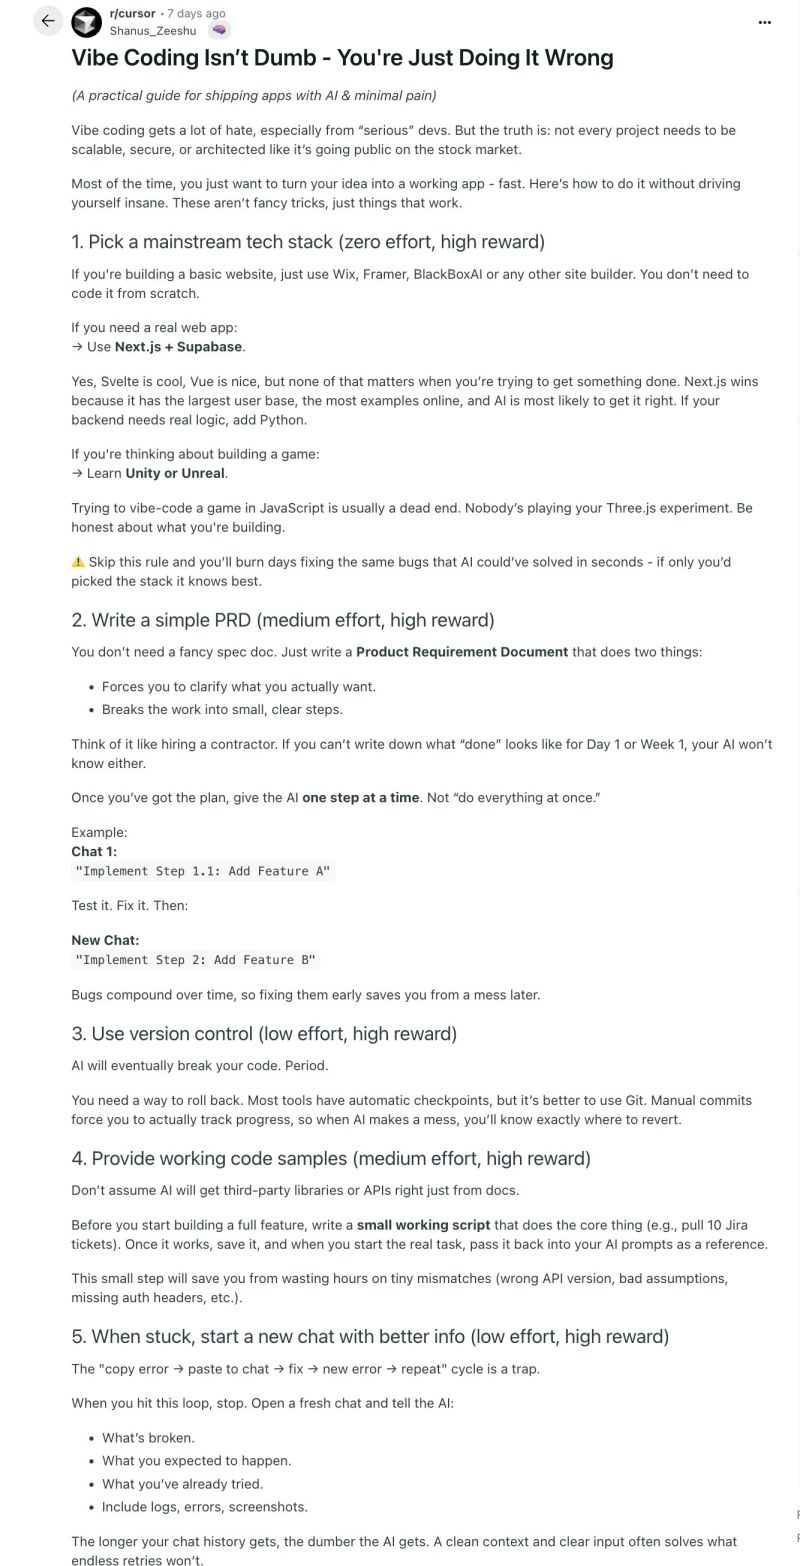 r/cursor • 7 days ago
Shanus_Zeeshu
Vibe Coding Isn’t Dumb - You're Just Doing It Wrong
(A practical guide for shipping apps with AI & minimal pain)
Vibe coding gets a lot of hate, especially from “serious” devs. But the truth is: not every project needs to be
scalable, secure, or architected like it’s going public on the stock market.
Most of the time, you just want to turn your idea into a working app - fast. Here’s how to do it without driving
yourself insane. These aren’t fancy tricks, just things that work.
1. Pick a mainstream tech stack (zero effort, high reward)
If you're building a basic website, just use Wix, Framer, BlackBoxAI or any other site builder. You don’t need to
code it from scratch.
If you need a real web app:
→ Use Next.js + Supabase.
Yes, Svelte is cool, Vue is nice, but none of that matters when you’re trying to get something done. Next.js wins
because it has the largest user base, the most examples online, and AI is most likely to get it right. If your
backend needs real logic, add Python.
If you're thinking about building a game:
→ Learn Unity or Unreal.
Trying to vibe-code a game in JavaScript is usually a dead end. Nobody’s playing your Three.js experiment. Be
honest about what you're building.
⚠️ Skip this rule and you’ll burn days fixing the same bugs that AI could’ve solved in seconds - if only you’d
picked the stack it knows best.
2. Write a simple PRD (medium effort, high reward)
You don’t need a fancy spec doc. Just write a Product Requirement Document that does two things:
• Forces you to clarify what you actually want.
• Breaks the work into small, clear steps.
Think of it like hiring a contractor. If you can’t write down what “done” looks like for Day 1 or Week 1, your AI won’t
know either.
Once you’ve got the plan, give the AI one step at a time. Not “do everything at once.”
Example:
Chat 1:
"Implement Step 1.1: Add Feature A"
Test it. Fix it. Then:
New Chat:
"Implement Step 2: Add Feature B"
Bugs compound over time, so fixing them early saves you from a mess later.
3. Use version control (low effort, high reward)
AI will eventually break your code. Period.
You need a way to roll back. Most tools have automatic checkpoints, but it’s better to use Git. Manual commits
force you to actually track progress, so when AI makes a mess, you’ll know exactly where to revert.
4. Provide working code samples (medium effort, high reward)
Don’t assume AI will get third-party libraries or APIs right just from docs.
Before you start building a full feature, write a small working script that does the core thing (e.g., pull 10 Jira
tickets). Once it works, save it, and when you start the real task, pass it back into your AI prompts as a reference.
This small step will save you from wasting hours on tiny mismatches (wrong API version, bad assumptions,
missing auth headers, etc.).
5. When stuck, start a new chat with better info (low effort, high reward)
The "copy error → paste to chat → fix → new error → repeat" cycle is a trap.
When you hit this loop, stop. Open a fresh chat and tell the AI:
• What’s broken.
• What you expected to happen.
• What you’ve already tried.
• Include logs, errors, screenshots.
The longer your chat history gets, the dumber the AI gets. A clean context and clear input often solves what
endless retries won’t.